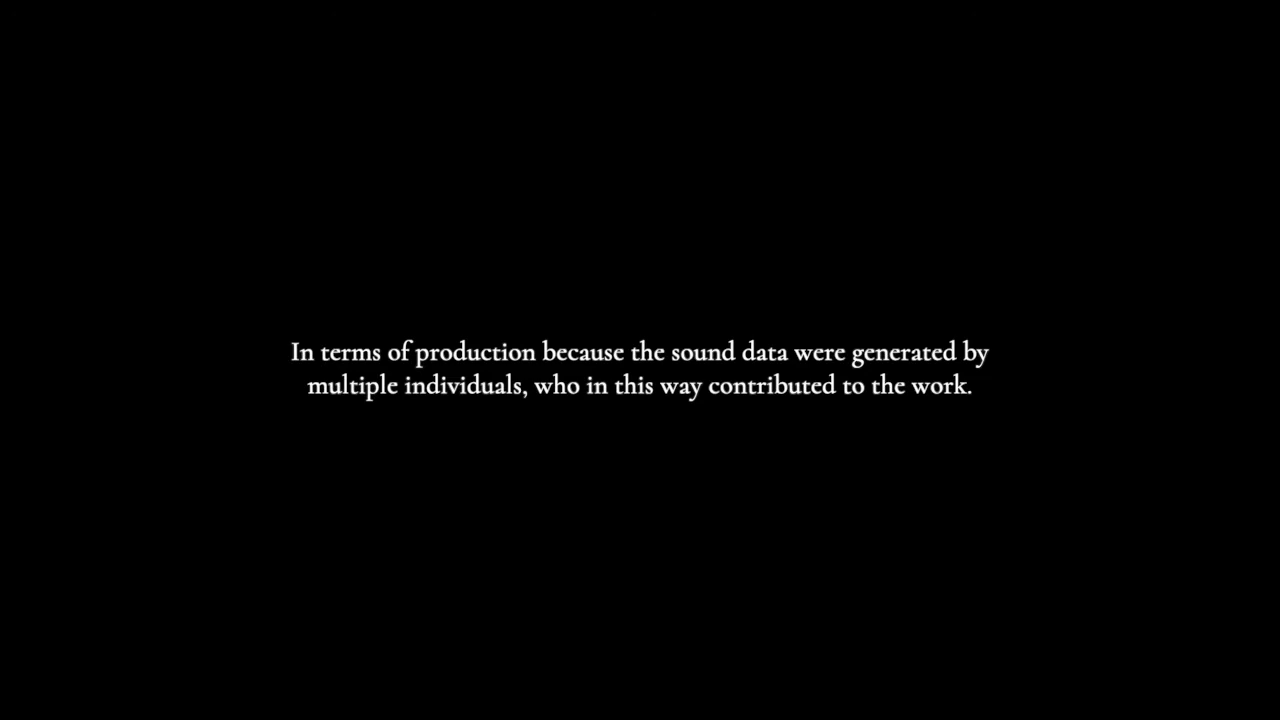 In terms of production because the sound data were generated by
multiple individuals, who in this way contributed to the work.